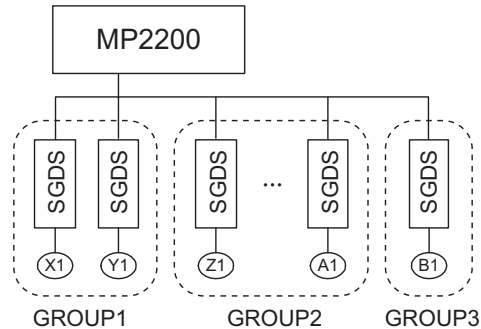 MP2200
SGDS SGDS SGDS ... SGDS SGDS
X1 Y1 Z1 A1 B1
GROUP1 GROUP2 GROUP3